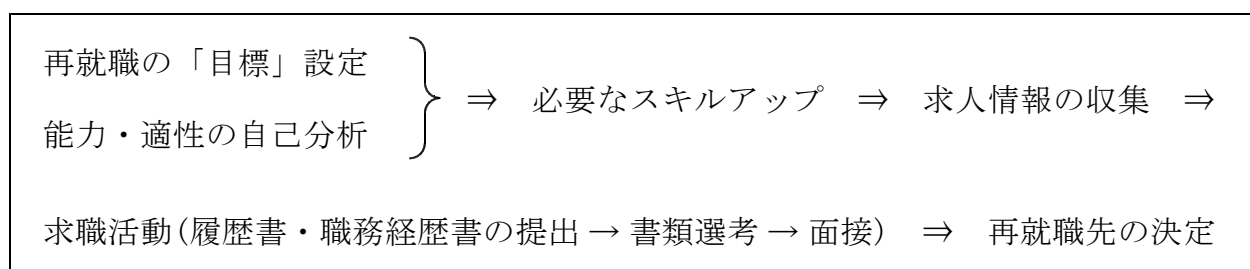 再就職の「目標」設定
能力・適性の自己分析
⇒ 必要なスキルアップ ⇒ 求人情報の収集 ⇒
求職活動(履歴書・職務経歴書の提出 → 書類選考 → 面接) ⇒ 再就職先の決定